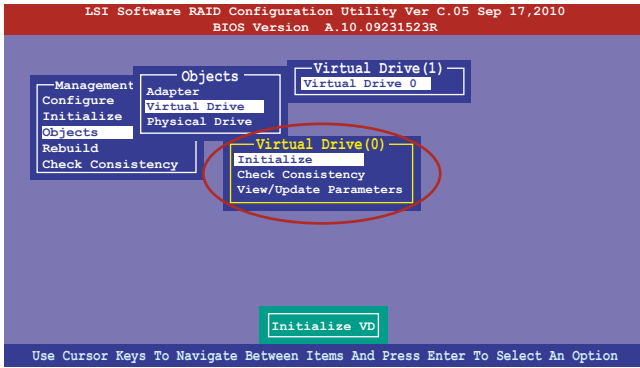 LSI Software RAID Configuration Utility Ver C.05 Sep 17,2010
BIOS Version A.10.09231523R
Management
Configure
Initialize
Objects
Rebuild
Check Consistency
Objects
Adapter
Virtual Drive
Physical Drive
Virtual Drive(1)
Virtual Drive 0
Virtual Drive(0)
Initialize
Check Consistency
View/Update Parameters
Initialize VD
Use Cursor Keys To Navigate Between Items And Press Enter To Select An Option